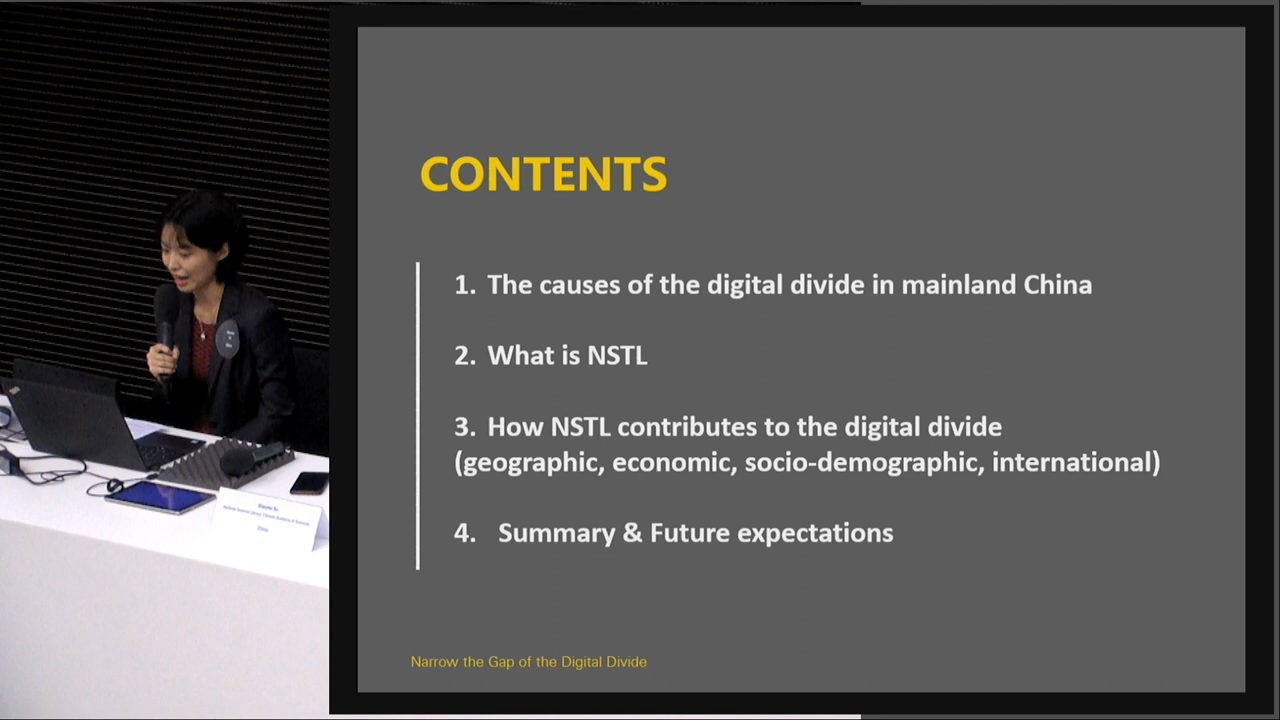 CONTENTS
1. The causes of the digital divide in mainland China
2. What is NSTL
3. How NSTL contributes to the digital divide
(geographic, economic, socio-demographic, international)
4. Summary & Future expectations
Narrow the Gap of the Digital Divide
China